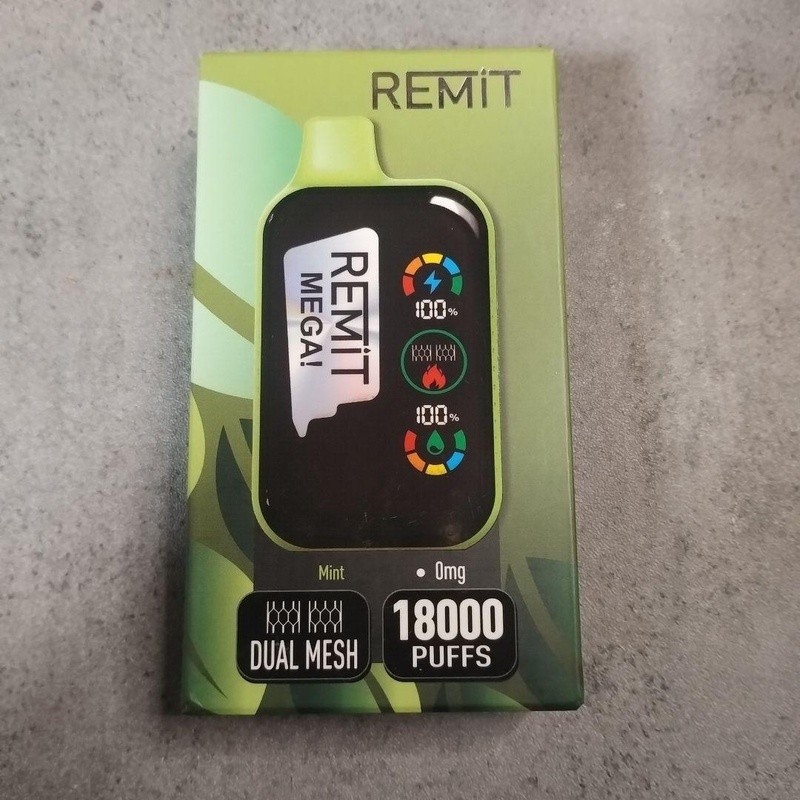 REMiT
REMiT
MEGA!
100%
100%
Mint
• 0mg
DUAL MESH
18000
PUFFS